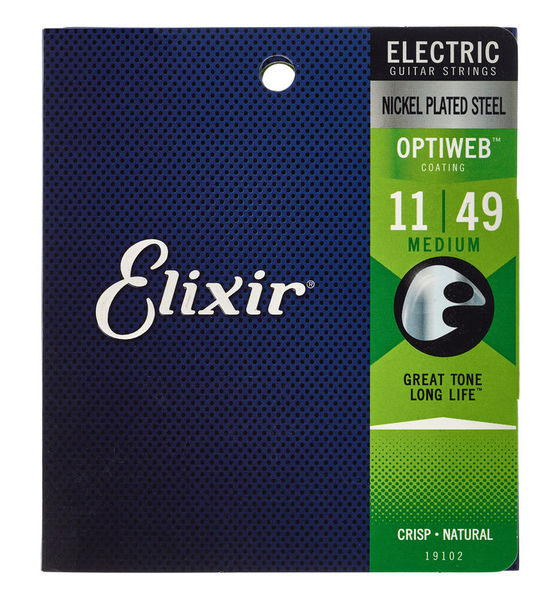 ELECTRIC
GUITAR STRINGS
NICKEL PLATED STEEL
OPTIWEB™
COATING
11 | 49
MEDIUM
Elixir®
GREAT TONE
LONG LIFE™
CRISP • NATURAL
19102